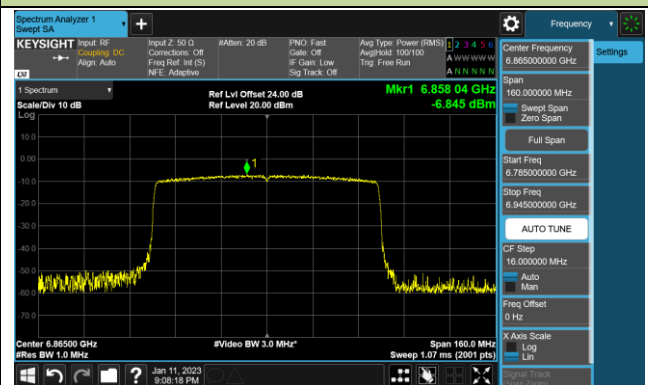 Spectrum Analyzer 1
Swept SA
Frequency
KEYSIGHT
Input: RF
Coupling: DC
Align: Auto
Input Z: 50 Ω
Corrections: Off
Freq Ref: Int (S)
NFE: Adaptive
#Atten: 20 dB
PNO: Fast
Gate: Off
IF Gain: Low
Sig Track: Off
Avg Type: Power (RMS)
Avg|Hold: 100/100
Trig: Free Run
1 2 3 4 5 6
A W W W W W
A N N N N N
LXI
1 Spectrum
Scale/Div 10 dB
Log
Ref Lvl Offset 24.00 dB
Ref Level 20.00 dBm
Mkr1 6.858 04 GHz
-6.845 dBm
10.0
0.00
-10.0
-20.0
-30.0
-40.0
-50.0
-60.0
-70.0
1
Center 6.86500 GHz
#Res BW 1.0 MHz
#Video BW 3.0 MHz*
Span 160.0 MHz
Sweep 1.07 ms (2001 pts)
Jan 11, 2023
9:08:18 PM
Center Frequency
6.865000000 GHz
Span
160.000000 MHz
Swept Span
Zero Span
Full Span
Start Freq
6.785000000 GHz
Stop Freq
6.945000000 GHz
AUTO TUNE
CF Step
16.000000 MHz
Auto
Man
Freq Offset
0 Hz
X Axis Scale
Log
Lin
Signal Track
(Span Zoom)
Settings